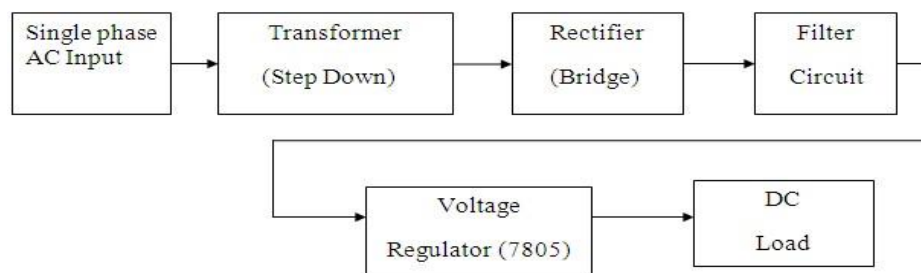 Single phase
AC Input
Transformer
(Step Down)
Rectifier
(Bridge)
Filter
Circuit
Voltage
Regulator (7805)
DC
Load